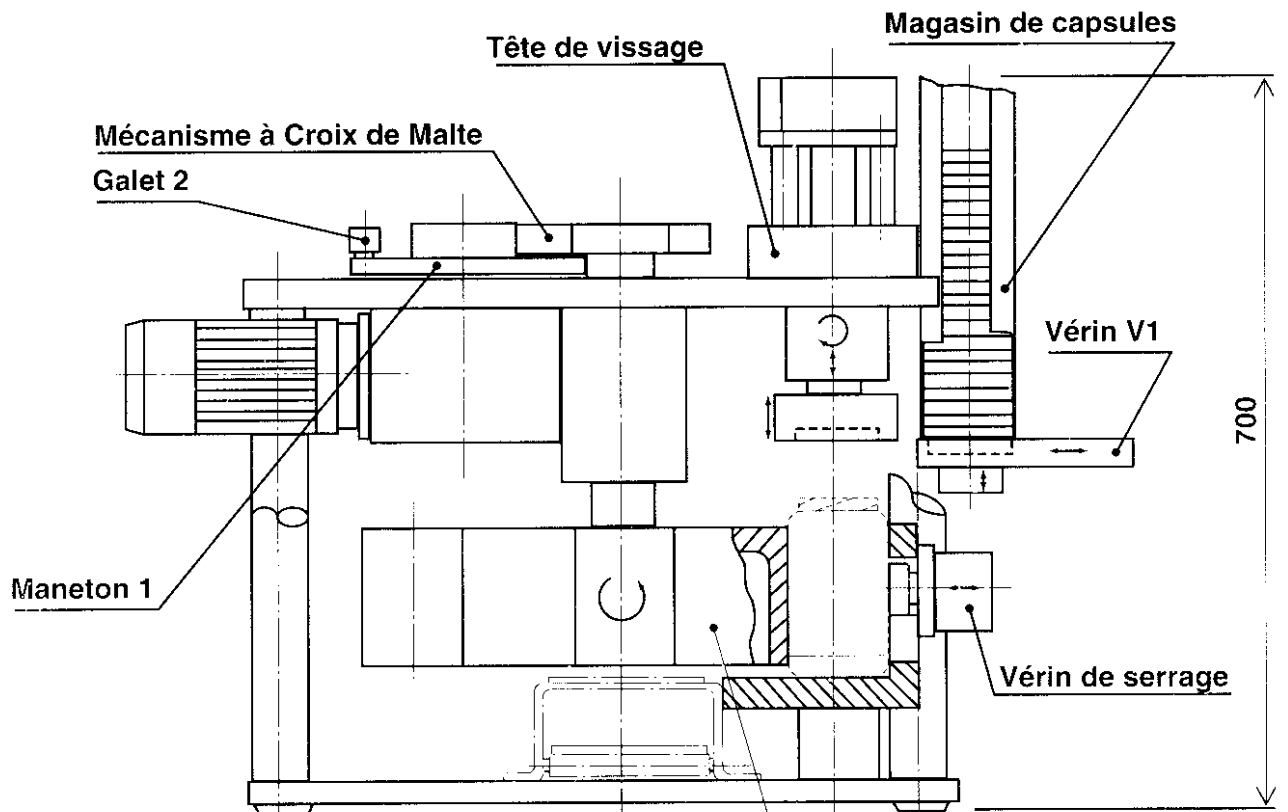 Magasin de capsules
Tête de vissage
Mécanisme à Croix de Malte
Galet 2
Vérin V1
700
Maneton 1
Vérin de serrage